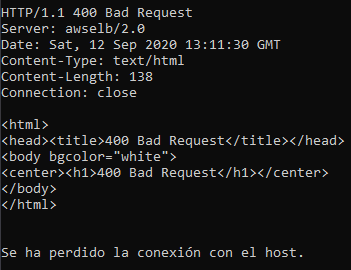 HTTP/1.1 400 Bad Request
Server: awselb/2.0
Date: Sat, 12 Sep 2020 13:11:30 GMT
Content-Type: text/html
Content-Length: 138
Connection: close
<html>
<head><title>400 Bad Request</title></head>
<body bgcolor="white">
<center><h1>400 Bad Request</h1></center>
</body>
</html>
Se ha perdido la conexión con el host.